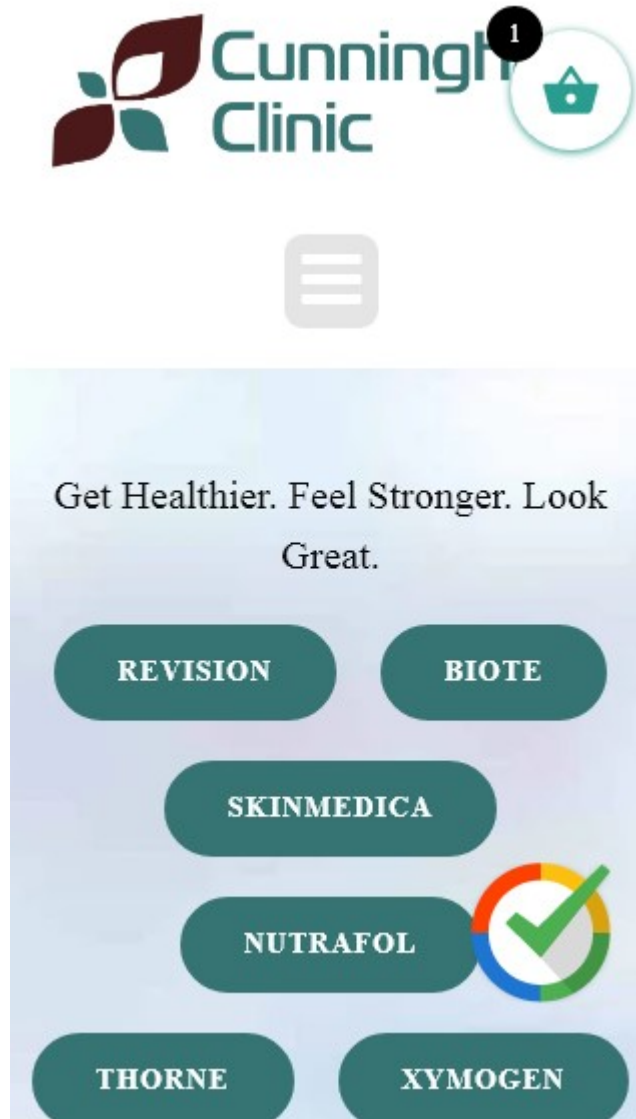 1
Cunningh
Clinic
Get Healthier. Feel Stronger. Look
Great.
REVISION
BIOTE
SKINMEDICA
NUTRAFOL
THORNE
XYMOGEN